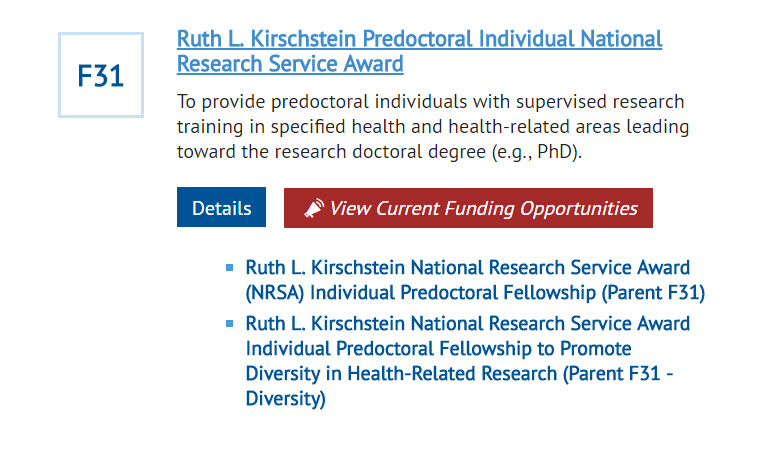 F31
Ruth L. Kirschstein Predoctoral Individual National
Research Service Award
To provide predoctoral individuals with supervised research
training in specified health and health-related areas leading
toward the research doctoral degree (e.g., PhD).
Details
View Current Funding Opportunities
Ruth L. Kirschstein National Research Service Award
(NRSA) Individual Predoctoral Fellowship (Parent F31)
Ruth L. Kirschstein National Research Service Award
Individual Predoctoral Fellowship to Promote
Diversity in Health-Related Research (Parent F31 -
Diversity)